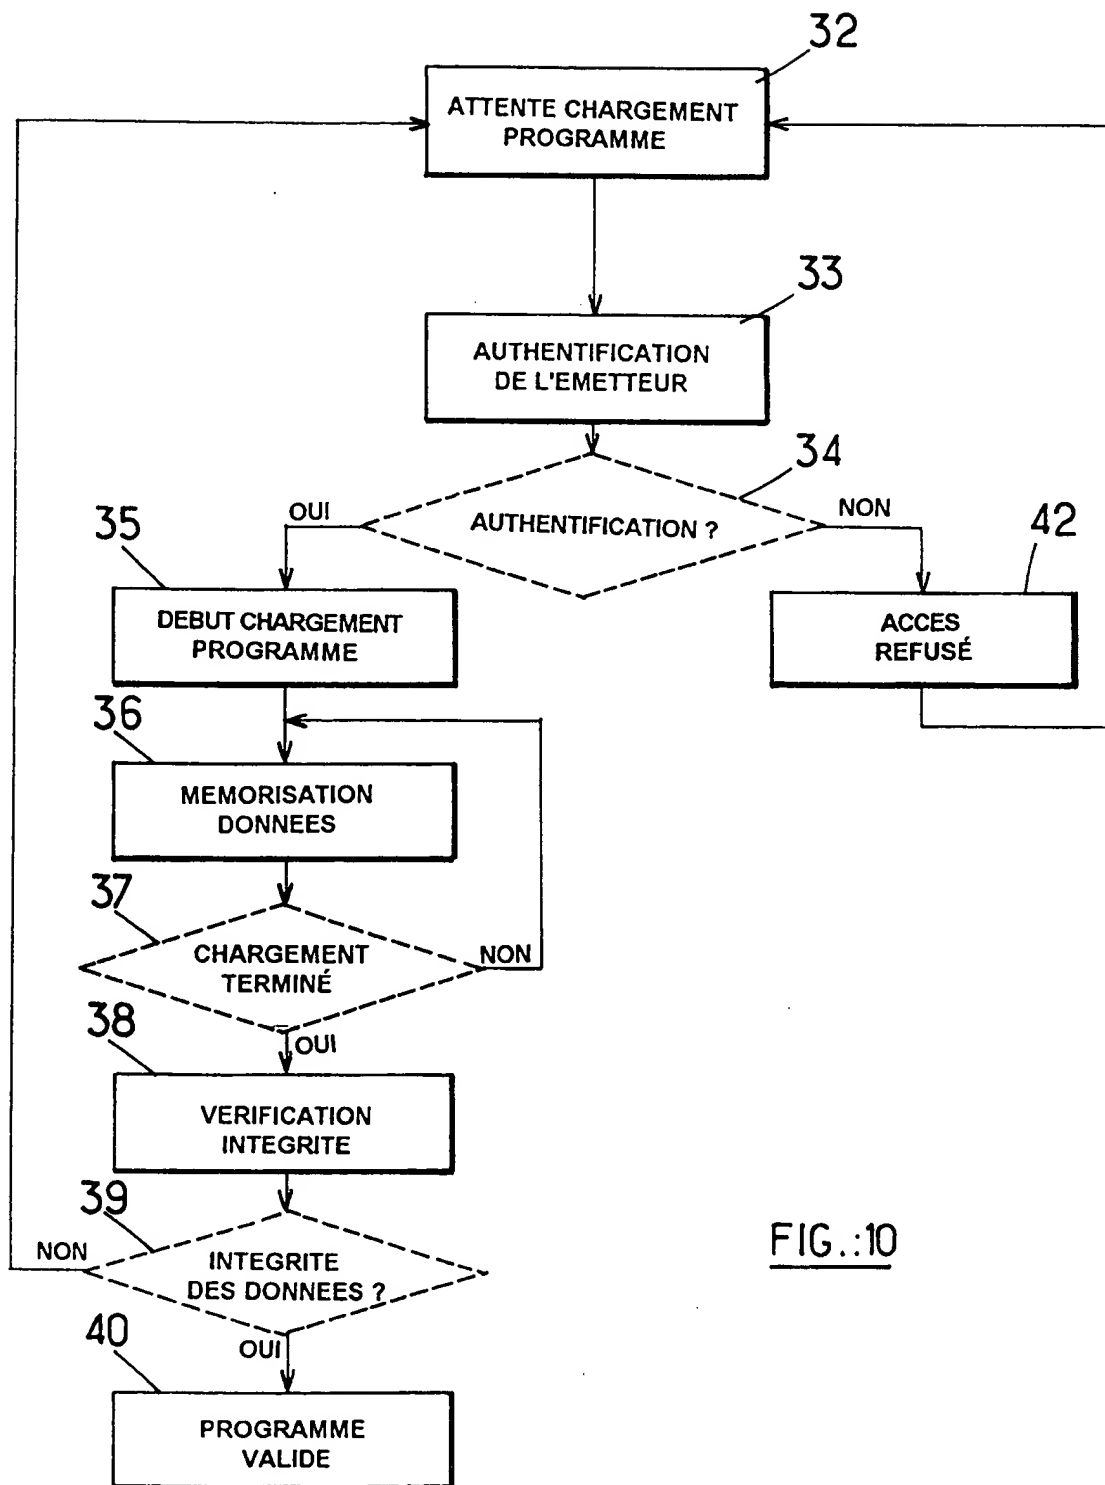 32
ATTENTE CHARGEMENT
PROGRAMME
33
AUTHENTIFICATION
DE L'EMETTEUR
34
OUI
AUTHENTIFICATION ?
NON
35
42
DEBUT CHARGEMENT
PROGRAMME
ACCES
REFUSÉ
36
MEMORISATION
DONNEES
37
CHARGEMENT
TERMINÉ
NON
38
OUI
VERIFICATION
INTEGRITE
39
NON
INTEGRITE
DES DONNEES ?
FIG.:10
40
OUI
PROGRAMME
VALIDE